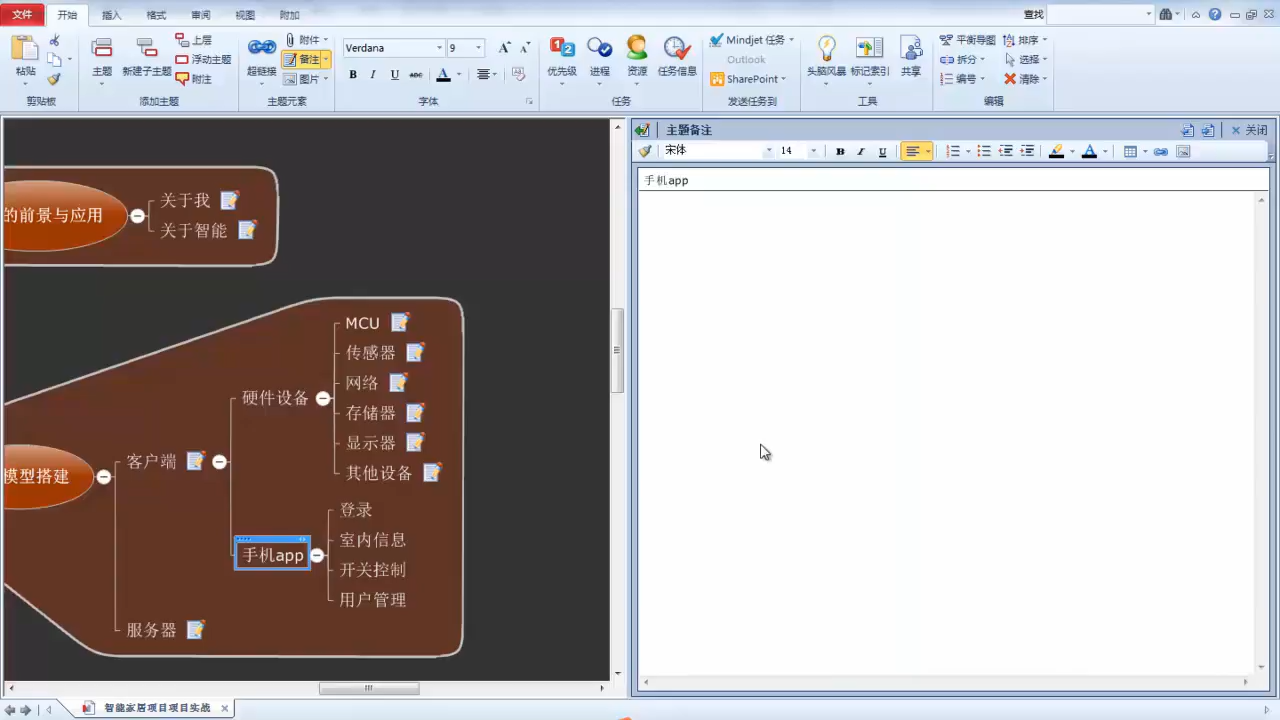 文件 开始 插入 格式 审阅 视图 附加 查找
粘贴
剪贴板
主题 新建子主题
上层
浮动主题
附注
添加主题
超链接
附件
备注
图片
主题元素
Verdana 9
B I U ABC A
字体
优先级 进程 资源 任务信息
任务
Mindjet 任务
Outlook
SharePoint
发送任务到
头脑风暴 标记索引 共享
工具
平衡导图 排序
拆分 选择
编号 清除
编辑
主题备注 关闭
宋体 14 B I U A
手机app
的前景与应用
关于我
关于智能
模型搭建
客户端
硬件设备
MCU
传感器
网络
存储器
显示器
其他设备
手机app
登录
室内信息
开关控制
用户管理
服务器
智能家居项目项目实战